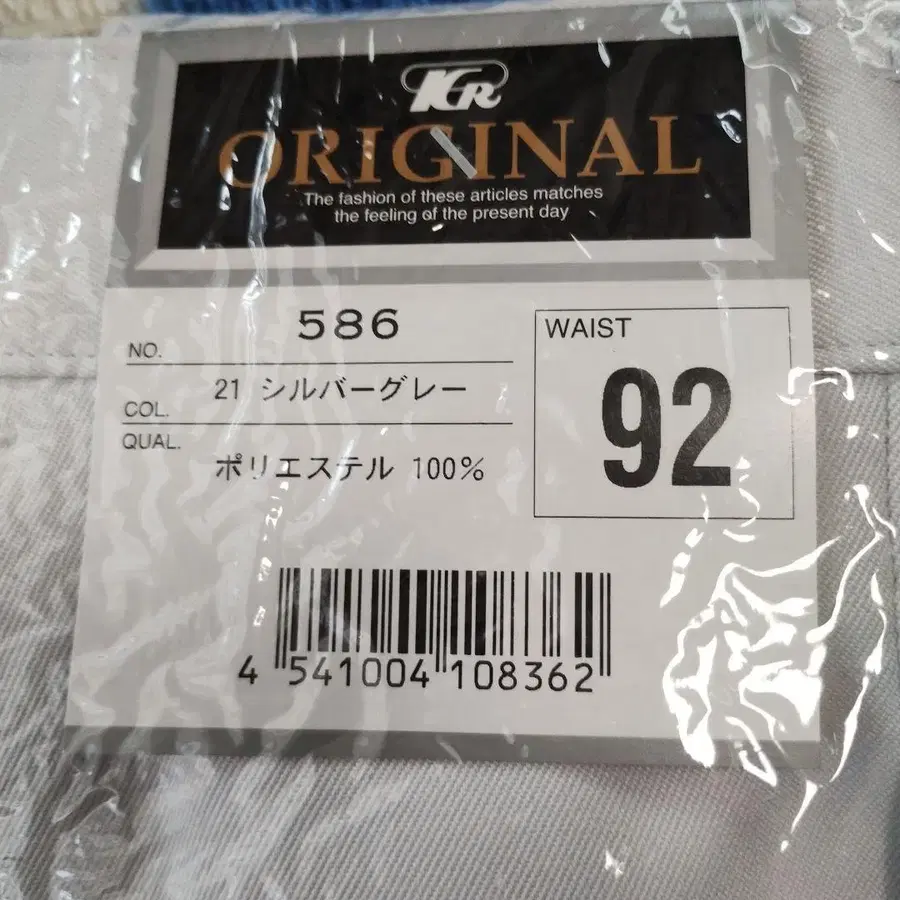 KR
ORIGINAL
The fashion of these articles matches
the feeling of the present day
NO. 586
COL. 21 シルバーグレー
QUAL. ポリエステル 100%
WAIST
92
4 541004 108362